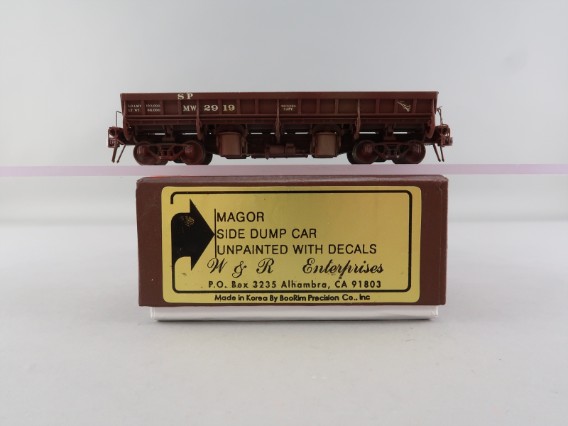 SP
MW 2919
MAGOR
SIDE DUMP CAR
UNPAINTED WITH DECALS
W & R Enterprises
P.O. Box 3235 Alhambra, CA 91803
Made in Korea By BooRim Precision Co., Inc